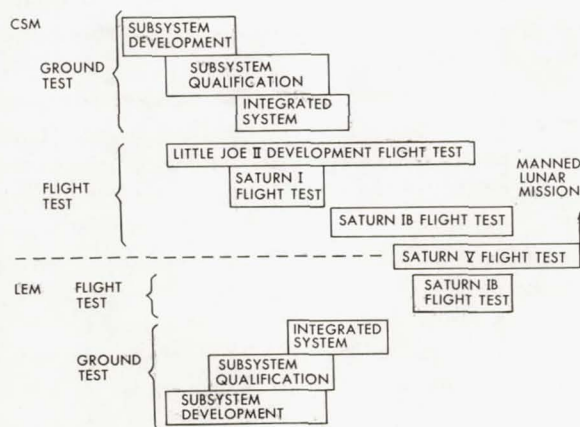 CSM
SUBSYSTEM
DEVELOPMENT
GROUND
TEST
SUBSYSTEM
QUALIFICATION
INTEGRATED
SYSTEM
LITTLE JOE II DEVELOPMENT FLIGHT TEST
FLIGHT
TEST
SATURN I
FLIGHT TEST
MANNED
LUNAR
MISSION
SATURN IB FLIGHT TEST
SATURN V FLIGHT TEST
LEM
FLIGHT
TEST
SATURN IB
FLIGHT TEST
INTEGRATED
SYSTEM
GROUND
TEST
SUBSYSTEM
QUALIFICATION
SUBSYSTEM
DEVELOPMENT